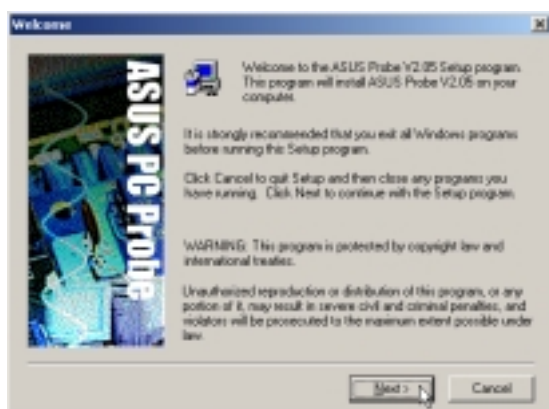 Welcome
ASUS PC Probe
Welcome to the ASUS Probe V2.05 Setup program.
This program will install ASUS Probe V2.05 on your
computer.
It is strongly recommended that you exit all Windows programs
before running this Setup program.
Click Cancel to quit Setup and then close any programs you
have running. Click Next to continue with the Setup program.
WARNING: This program is protected by copyright law and
international treaties.
Unauthorized reproduction or distribution of this program, or any
portion of it, may result in severe civil and criminal penalties, and
violators will be prosecuted to the maximum extent possible under
law.
Next >
Cancel